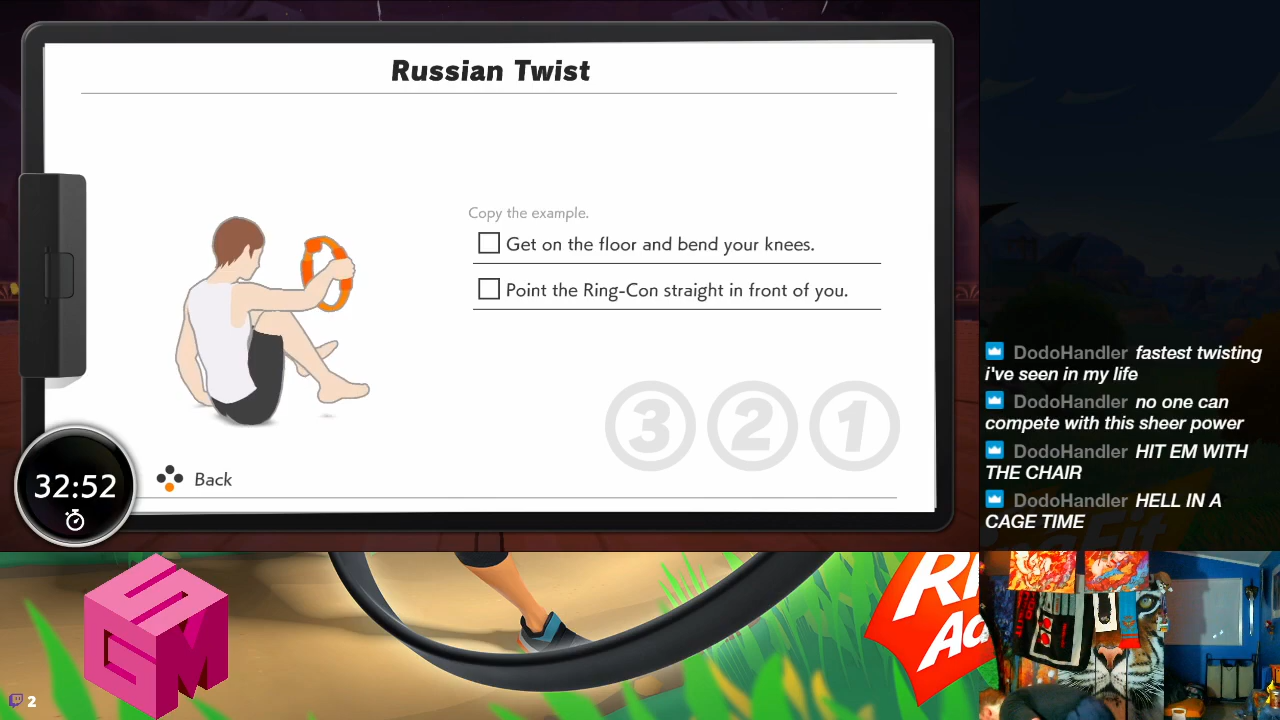 Russian Twist
Copy the example.
Get on the floor and bend your knees.
Point the Ring-Con straight in front of you.
3 2 1
32:52
Back
DodoHandler fastest twisting
i've seen in my life
DodoHandler no one can
compete with this sheer power
DodoHandler HIT EM WITH
THE CHAIR
DodoHandler HELL IN A
CAGE TIME
SGM
2